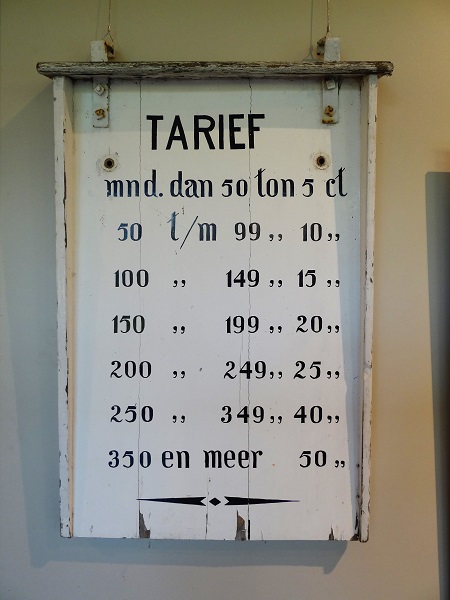 TARIEF
mnd. dan 50 ton 5 ct
50 t/m 99 „ 10 „
100 „ 149 „ 15 „
150 „ 199 „ 20 „
200 „ 249 „ 25 „
250 „ 349 „ 40 „
350 en meer 50 „